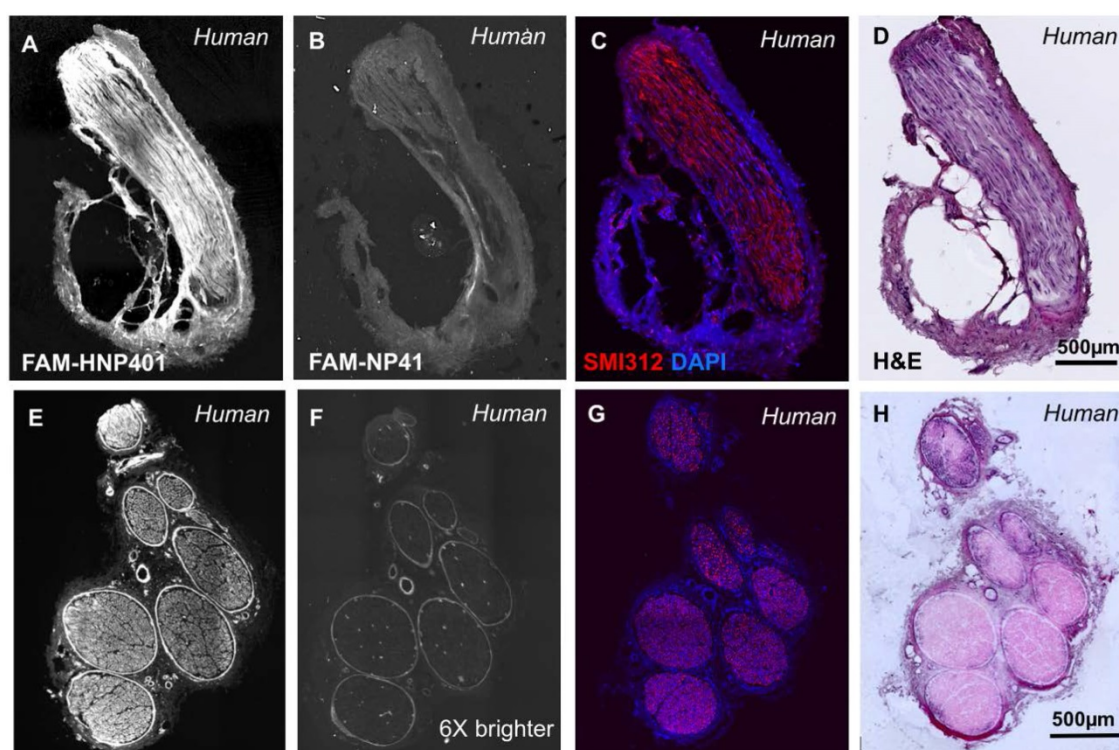 A Human
FAM-HNP401
B Human
FAM-NP41
C Human
SMI312 DAPI
D Human
H&E
500µm
E Human
F Human
6X brighter
G Human
H Human
500µm